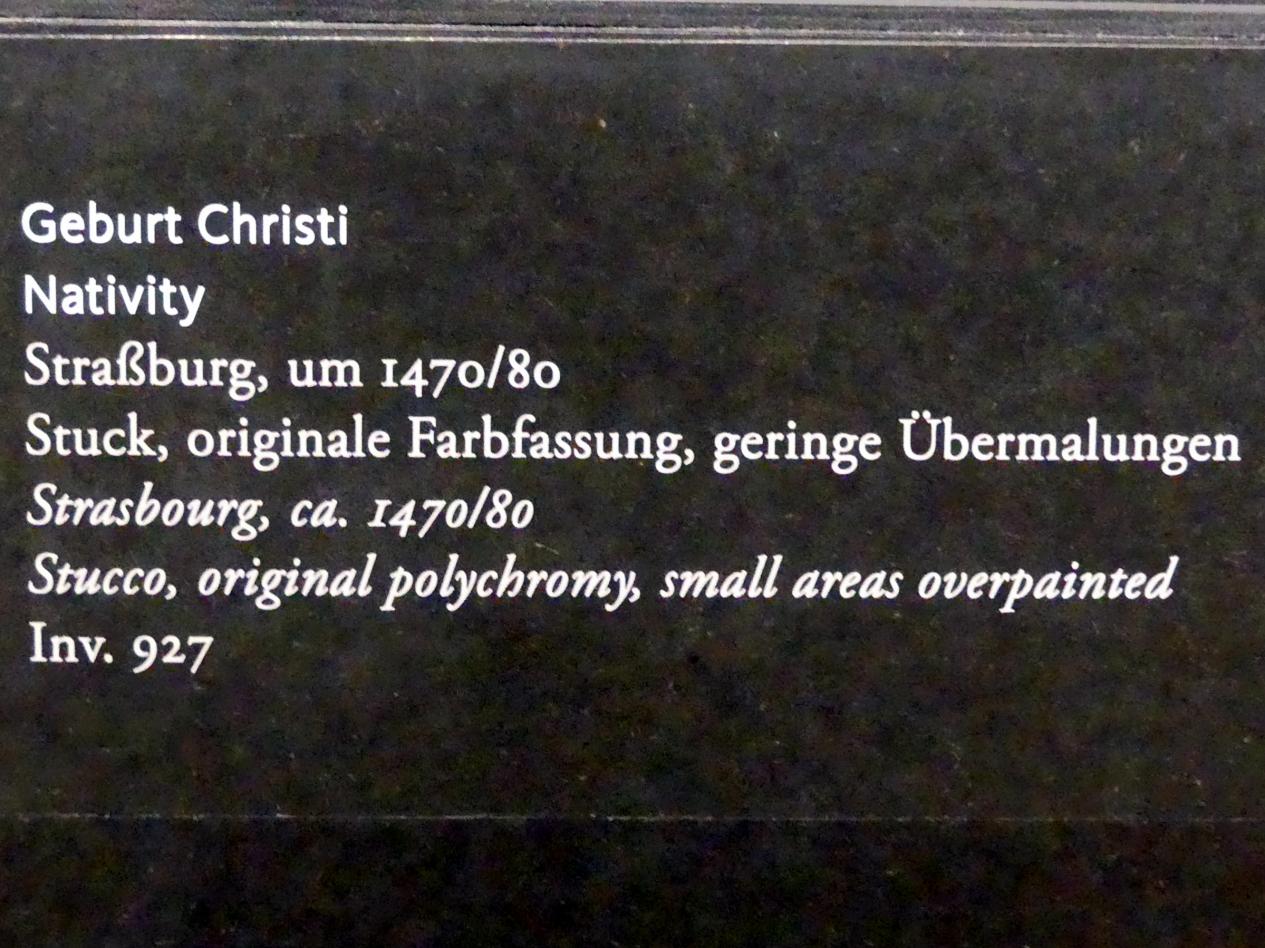 Geburt Christi
Nativity
Straßburg, um 1470/80
Stuck, originale Farbfassung, geringe Übermalungen
Strasbourg, ca. 1470/80
Stucco, original polychromy, small areas overpainted
Inv. 927